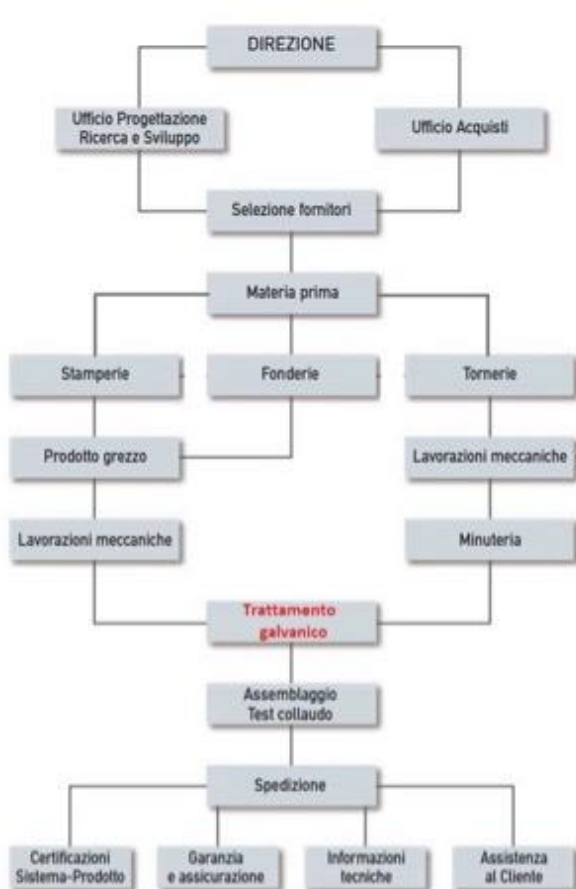 DIREZIONE
Ufficio Progettazione
Ricerca e Sviluppo
Ufficio Acquisti
Selezione fornitori
Materia prima
Stamperie
Fonderie
Tornerie
Prodotto grezzo
Lavorazioni meccaniche
Lavorazioni meccaniche
Minuteria
Trattamento
galvanico
Assemblaggio
Test collaudo
Spedizione
Certificazioni
Sistema-Prodotto
Garanzia
e assicurazione
Informazioni
tecniche
Assistenza
al Cliente